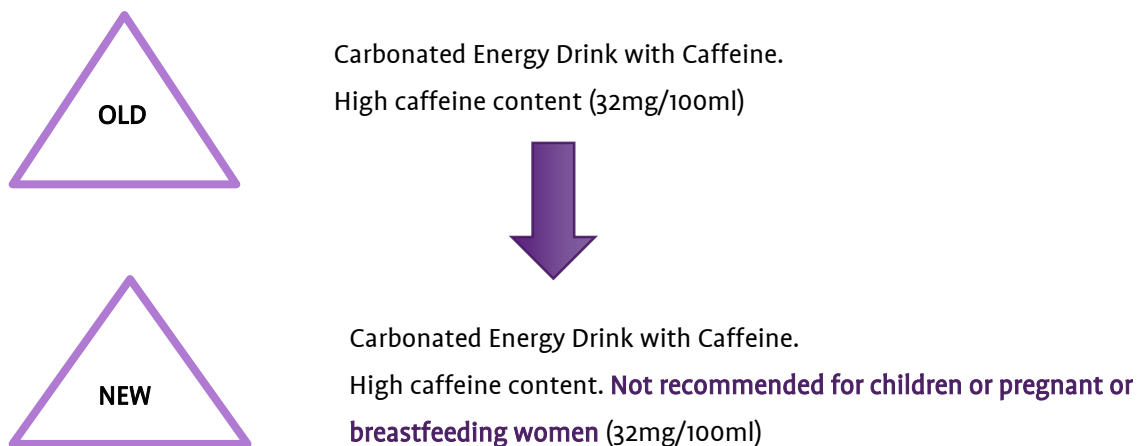 OLD
Carbonated Energy Drink with Caffeine.
High caffeine content (32mg/100ml)
NEW
Carbonated Energy Drink with Caffeine.
High caffeine content. Not recommended for children or pregnant or
breastfeeding women (32mg/100ml)